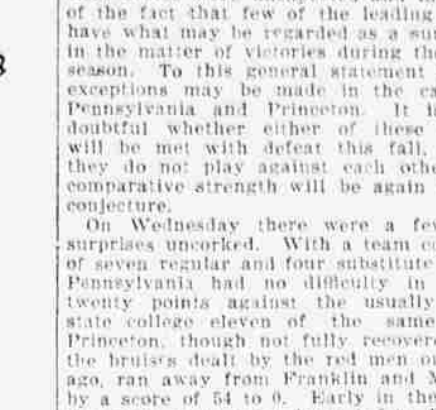 of the fact that few of the leading
have what may be regarded as a sur
in the matter of victories during the
season. To this general statement
exceptions may be made in the ca
Pennsylvania and Princeton. It i
doubtful whether either of these
will be met with defeat this fall,
they do not play against each othe
comparative strength will be again
conjecture.
On Wednesday there were a few
surprises uncorked. With a team co
of seven regular and four substitute
Pennsylvania had no difficulty in
twenty points against the usually
state college eleven of the same
Princeton, though not fully recovere
the bruises dealt by the red men on
ago, ran away from Franklin and M
by a score of 54 to 0. Early in the